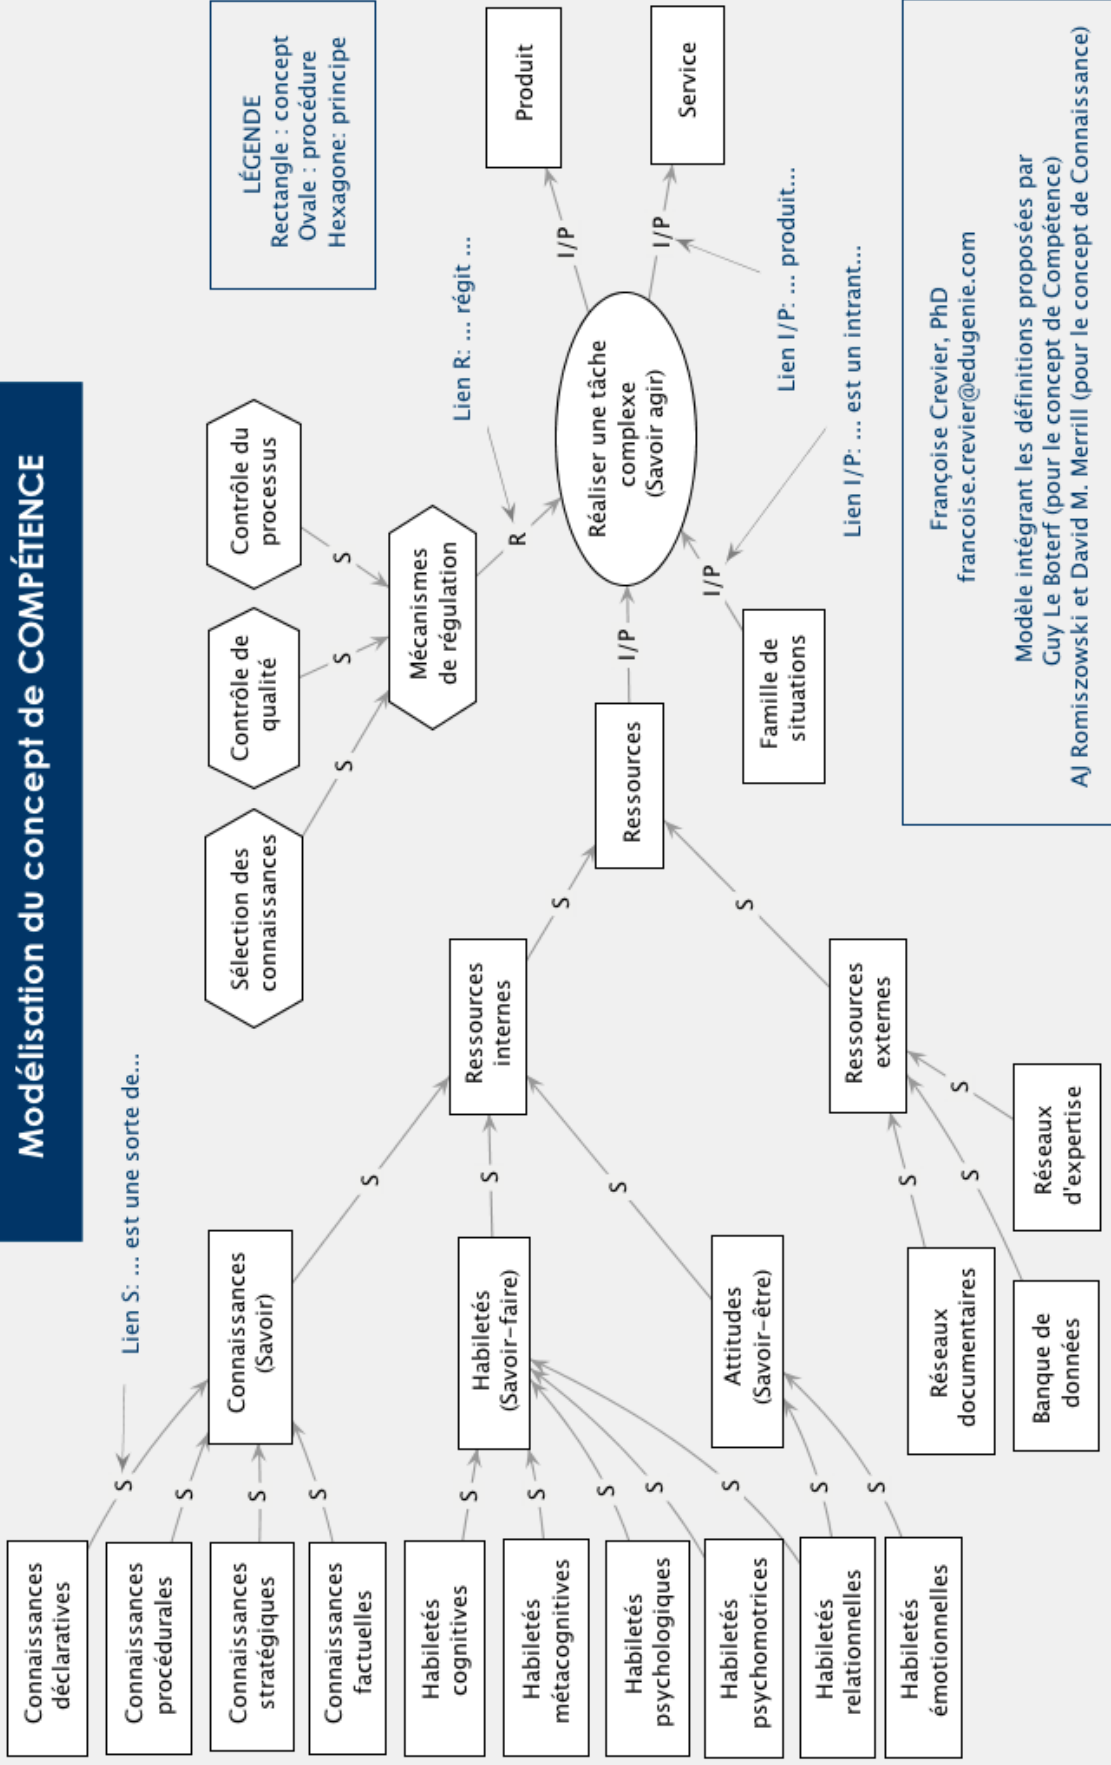 Modélisation du concept de COMPÉTENCE
Lien S: ... est une sorte de...
LÉGENDE
Rectangle : concept
Ovale : procédure
Hexagone: principe
Connaissances
déclaratives
Connaissances
procédurales
Connaissances
stratégiques
Connaissances
factuelles
S
S
S
S
Connaissances
(Savoir)
S
Sélection des
connaissances
Contrôle de
qualité
Contrôle du
processus
S
S
S
Mécanismes
de régulation
R
Lien R: ... régit ...
Habiletés
cognitives
Habiletés
métacognitives
Habiletés
psychologiques
Habiletés
psychomotrices
Habiletés
relationnelles
Habiletés
émotionnelles
S
S
S
S
S
S
S
Habiletés
(Savoir-faire)
S
Attitudes
(Savoir-être)
S
Ressources
internes
S
Ressources
I/P
Réaliser une tâche
complexe
(Savoir agir)
I/P
Produit
I/P
Service
Lien I/P: ... produit...
Famille de
situations
I/P
Lien I/P: ... est un intrant...
Ressources
externes
S
Réseaux
documentaires
S
Banque de
données
S
Réseaux
d'expertise
S
Françoise Crevier, PhD
francoise.crevier@edugenie.com
Modèle intégrant les définitions proposées par
Guy Le Boterf (pour le concept de Compétence)
AJ Romiszowski et David M. Merrill (pour le concept de Connaissance)